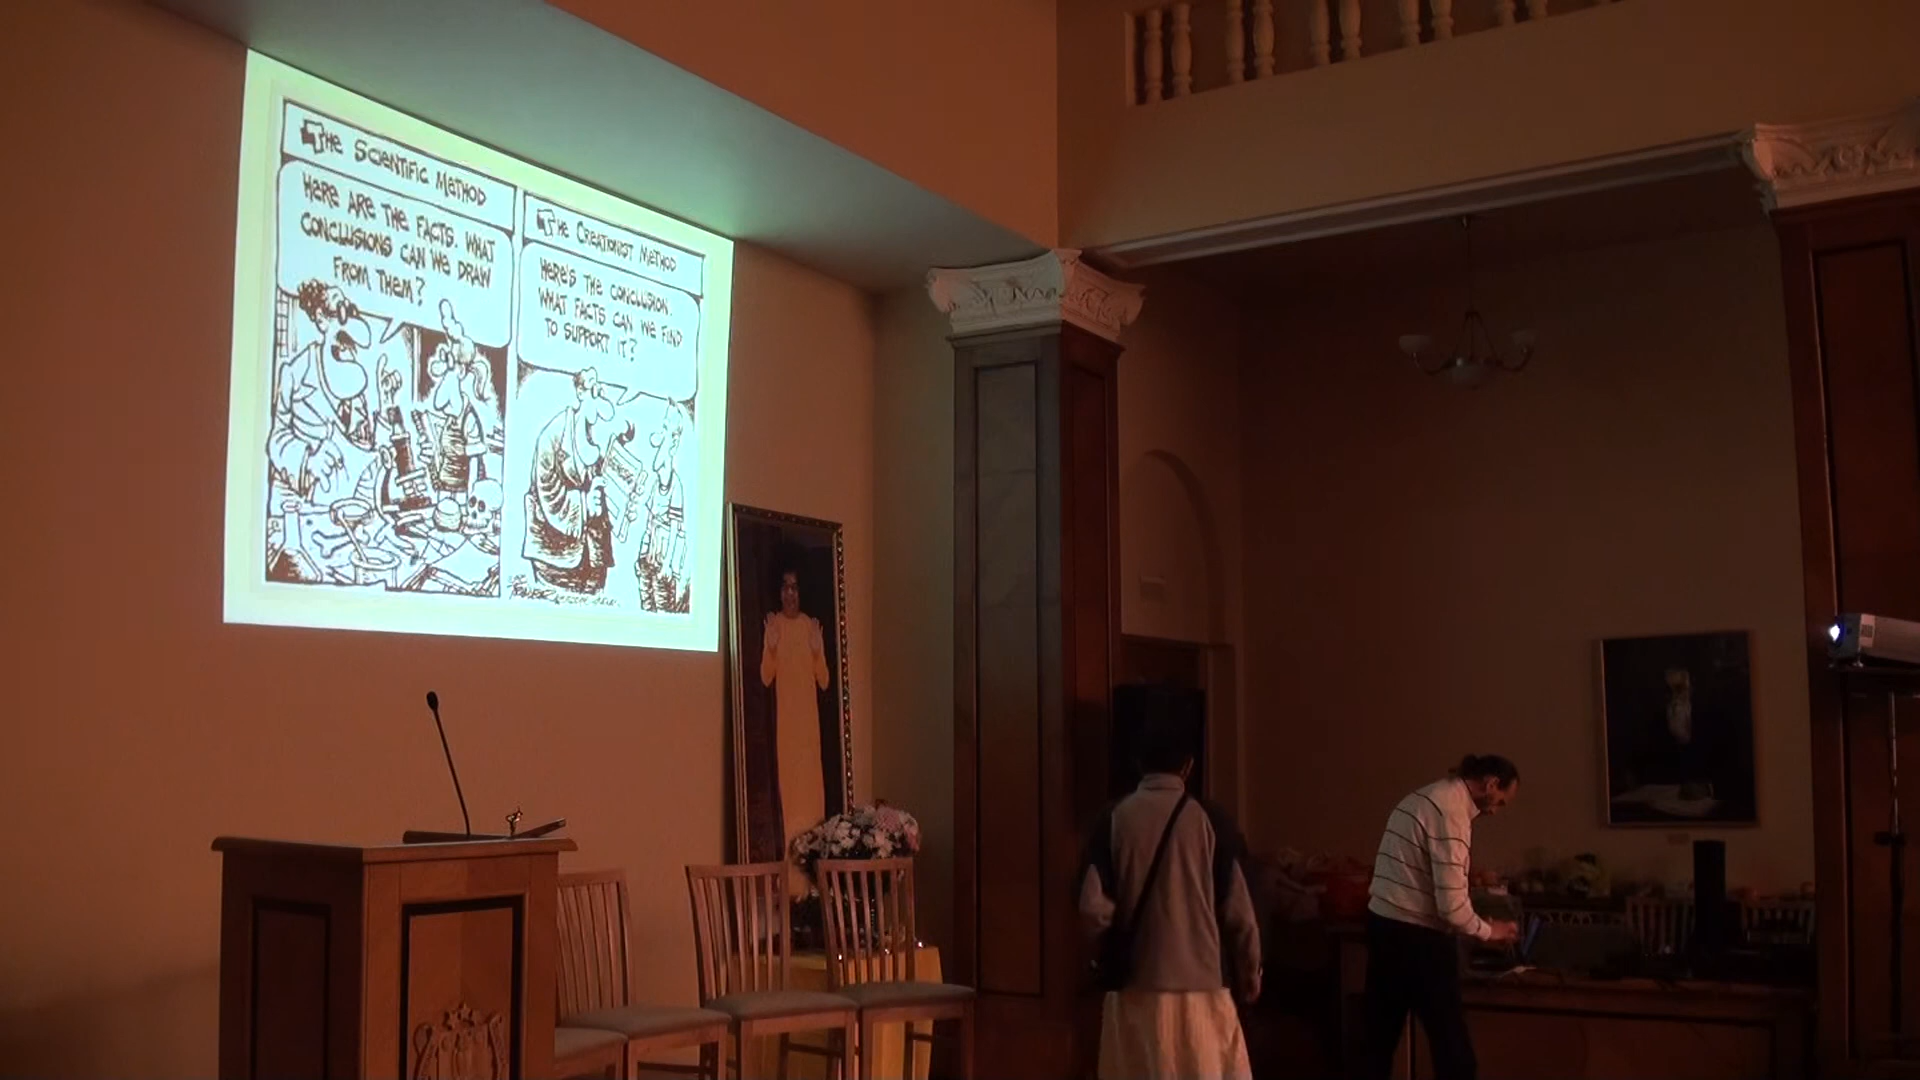 The Scientific Method
Here are the facts. What
conclusions can we draw
from them?
The Creationist Method
Here's the conclusion.
What facts can we find
to support it?